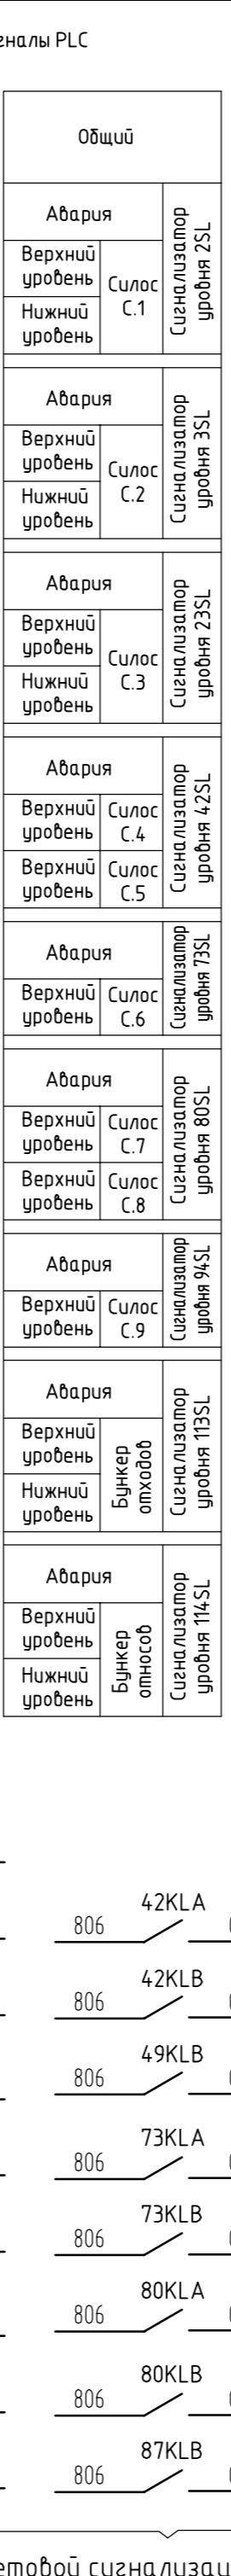 гналы PLC
Общий
Авария
Верхний
уровень
Нижний
уровень
Силос
С.1
Сигнализатор
уровня 2SL
Авария
Верхний
уровень
Нижний
уровень
Силос
С.2
Сигнализатор
уровня 3SL
Авария
Верхний
уровень
Нижний
уровень
Силос
С.3
Сигнализатор
уровня 23SL
Авария
Верхний
уровень
Силос
С.4
Верхний
уровень
Силос
С.5
Сигнализатор
уровня 42SL
Авария
Верхний
уровень
Силос
С.6
Сигнализатор
уровня 73SL
Авария
Верхний
уровень
Силос
С.7
Верхний
уровень
Силос
С.8
Сигнализатор
уровня 80SL
Авария
Верхний
уровень
Силос
С.9
Сигнализатор
уровня 94SL
Авария
Верхний
уровень
Нижний
уровень
Бункер
отходов
Сигнализатор
уровня 113SL
Авария
Верхний
уровень
Нижний
уровень
Бункер
относов
Сигнализатор
уровня 114SL
42KLA
806
42KLB
806
49KLB
806
73KLA
806
73KLB
806
80KLA
806
80KLB
806
87KLB
806
етовой сигнализац